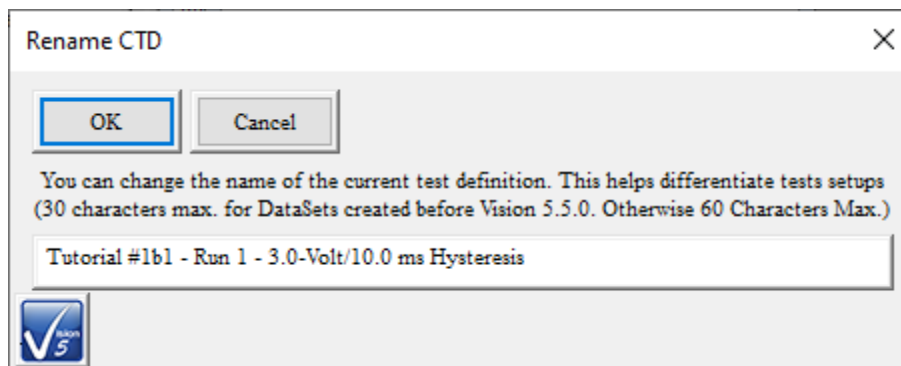 Rename CTD
OK
Cancel
You can change the name of the current test definition. This helps differentiate tests setups
(30 characters max. for DataSets created before Vision 5.5.0. Otherwise 60 Characters Max.)
Tutorial #1b1 - Run 1 - 3.0-Volt/10.0 ms Hysteresis
Vision
5